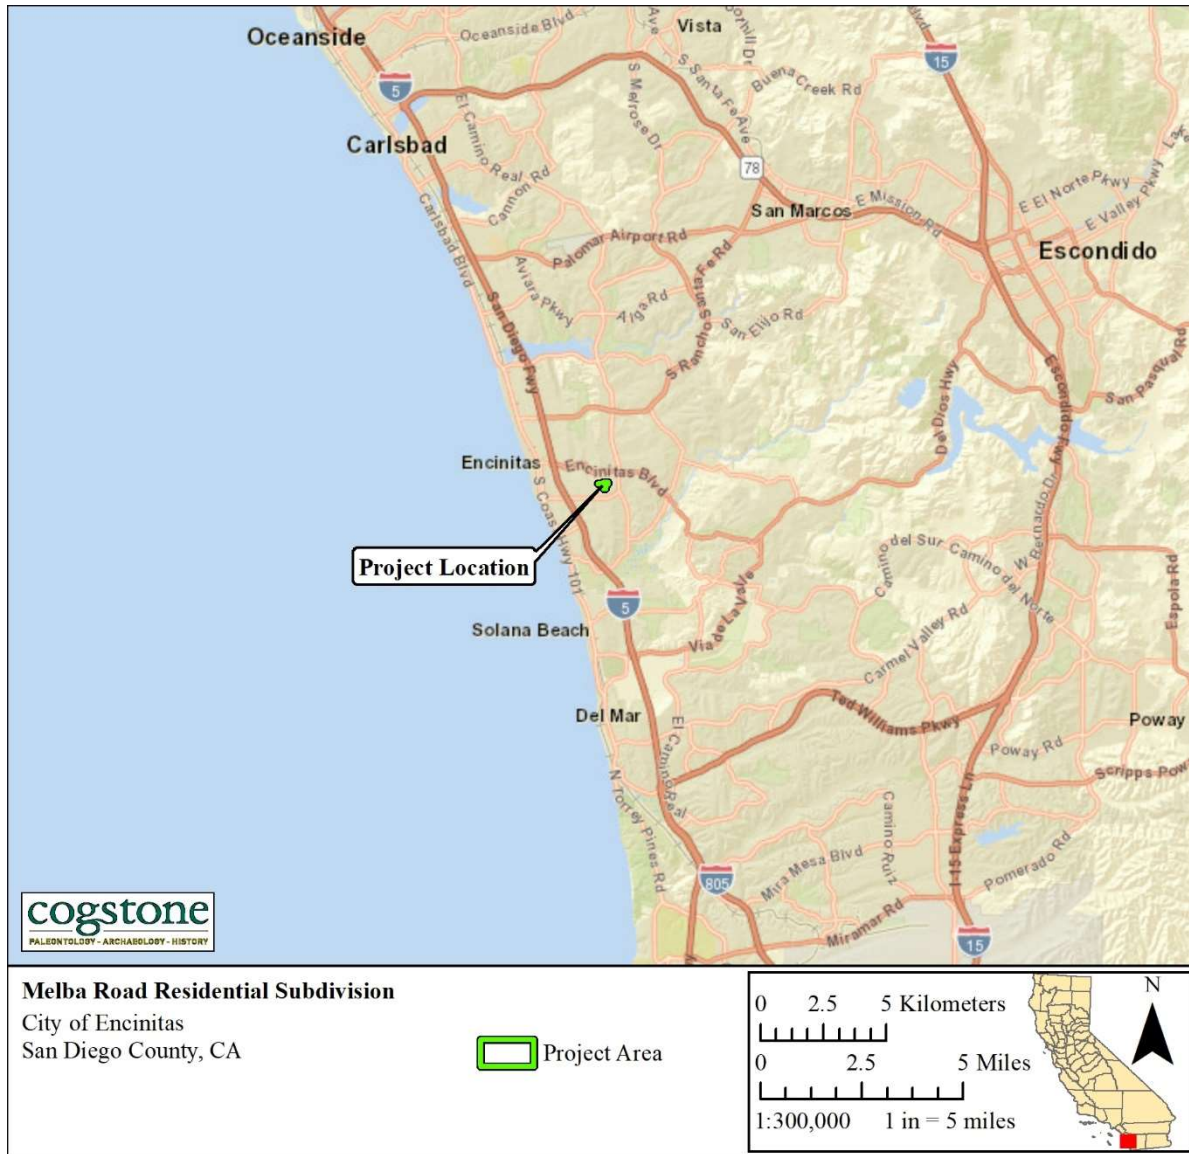 Oceanside
Oceanside Blvd
Ave
Vista
Blvd
15
5
El Camino Real
S Melrose Dr
S Santa Fe Ave
Buena Creek Rd
Carlsbad
Cannon Rd
78
San Marcos
E Mission Rd
E El Norte Pkwy
E Valley Pkwy
Escondido
Carlsbad Blvd
Palomar Airport Rd
Aviara Pkwy
Alga Rd
S Rancho Santa Fe Rd
San Elijo Rd
San Diego Fwy
Del Dios Hwy
Escondido Fwy
San Pasqual Rd
Encinitas
Encinitas Blvd
S Coast Hwy 101
Project Location
W Bernardo Dr
Camino del Sur
Camino del Norte
Espola Rd
5
Solana Beach
Via de La Valle
Carmel Valley Rd
Del Mar
El Camino Real
Ted Williams Pkwy
Poway
Poway Rd
Scripps Pow
N Torrey Pines Rd
Camino Ruiz
I 15 Express Ln
Mira Mesa Blvd
Pomerado Rd
805
Miramar Rd
15
cogstone
PALEONTOLOGY - ARCHAEOLOGY - HISTORY
Melba Road Residential Subdivision
City of Encinitas
San Diego County, CA
Project Area
0 2.5 5 Kilometers
0 2.5 5 Miles
1:300,000 1 in = 5 miles
N